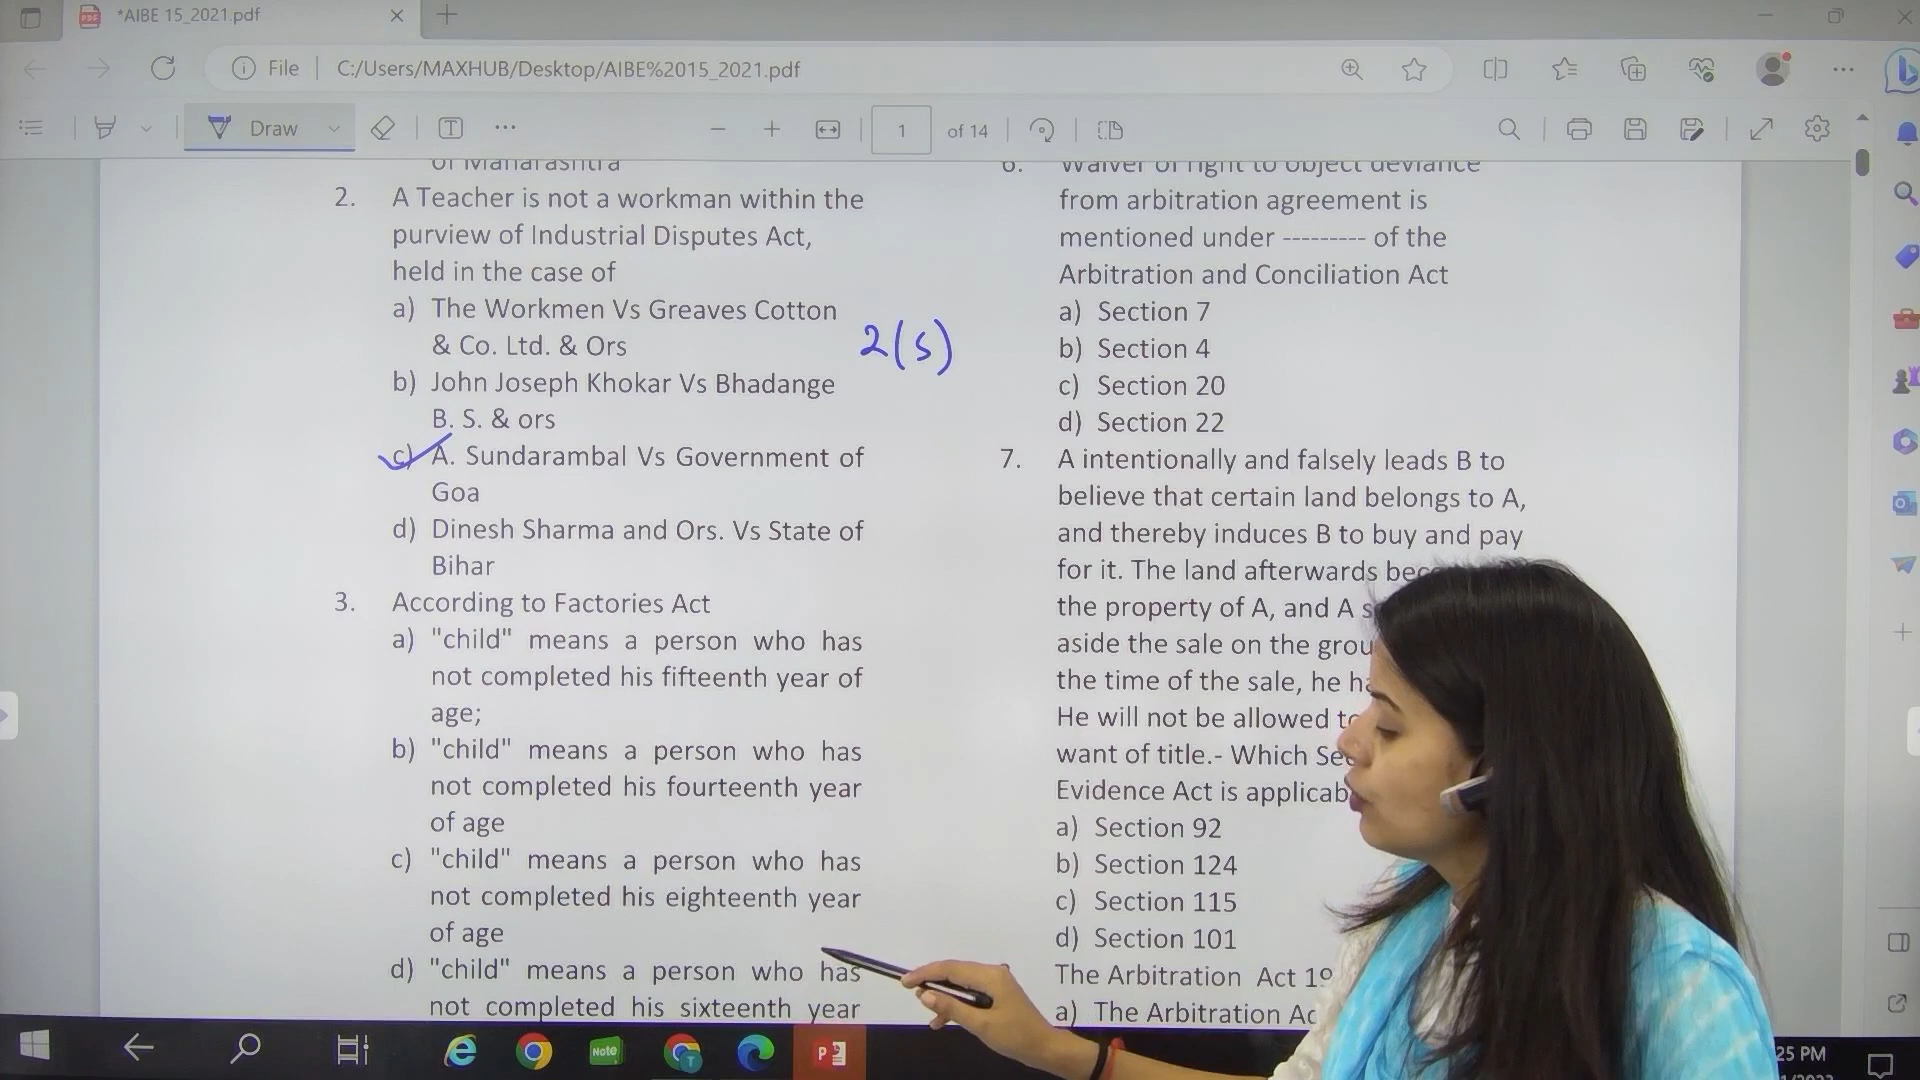 *AIBE 15_2021.pdf
File
C:/Users/MAXHUB/Desktop/AIBE%2015_2021.pdf
Draw
1 of 14
of Maharashtra
2. A Teacher is not a workman within the
purview of Industrial Disputes Act,
held in the case of
a) The Workmen Vs Greaves Cotton
& Co. Ltd. & Ors
2(s)
b) John Joseph Khokar Vs Bhadange
B. S. & ors
c) A. Sundarambal Vs Government of
Goa
d) Dinesh Sharma and Ors. Vs State of
Bihar
3. According to Factories Act
a) "child" means a person who has
not completed his fifteenth year of
age;
b) "child" means a person who has
not completed his fourteenth year
of age
c) "child" means a person who has
not completed his eighteenth year
of age
d) "child" means a person who has
not completed his sixteenth year
6. Waiver of right to object deviance
from arbitration agreement is
mentioned under --------- of the
Arbitration and Conciliation Act
a) Section 7
b) Section 4
c) Section 20
d) Section 22
7. A intentionally and falsely leads B to
believe that certain land belongs to A,
and thereby induces B to buy and pay
for it. The land afterwards
the property of A, and A
aside the sale on the
the time of the sale, he
He will not be allowed
want of title.- Which
Evidence Act is
a) Section 92
b) Section 124
c) Section 115
d) Section 101
The Arbitration Act
a) The Arbitration
Note
25 PM